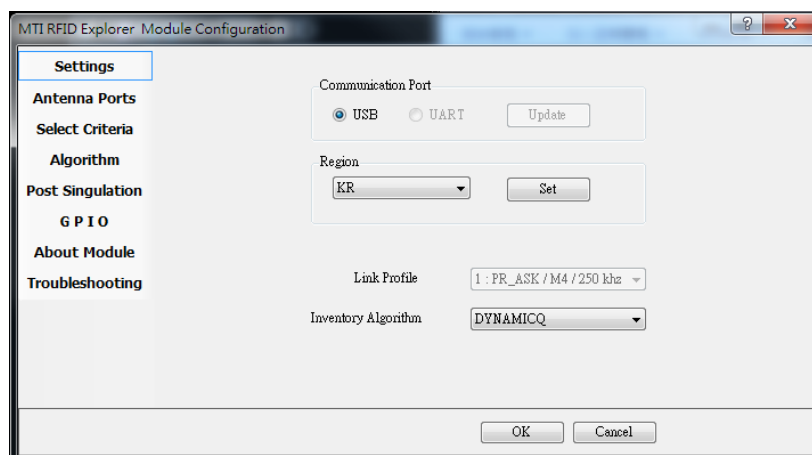 MTI RFID Explorer Module Configuration
Settings
Antenna Ports
Select Criteria
Algorithm
Post Singulation
G P I O
About Module
Troubleshooting
Communication Port
USB
UART
Update
Region
KR
Set
Link Profile
1 : PR_ASK / M4 / 250 khz
Inventory Algorithm
DYNAMICQ
OK
Cancel